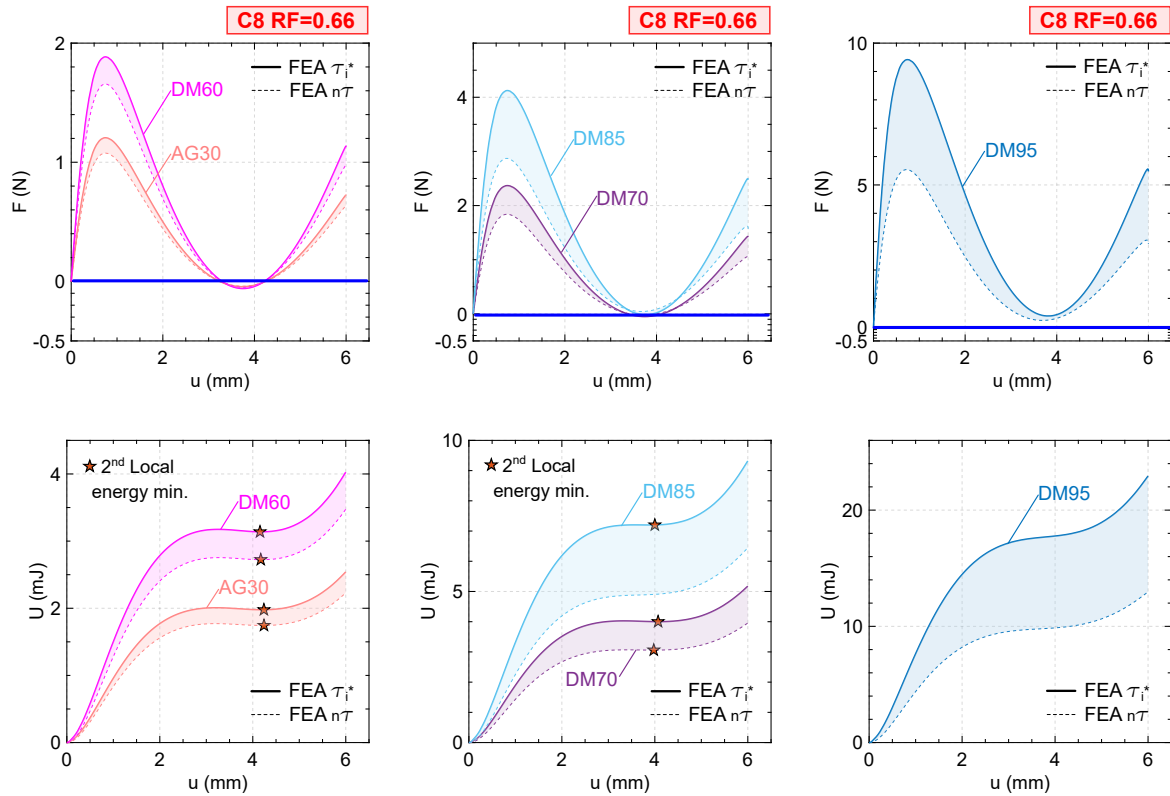 C8 RF=0.66
C8 RF=0.66
C8 RF=0.66
2
1
0
-0.5
F (N)
FEA τi*
FEA nτ
DM60
AG30
0
2
4
6
u (mm)
4
2
0
-0.5
F (N)
FEA τi*
FEA nτ
DM85
DM70
0
2
4
6
u (mm)
10
5
0
-0.5
F (N)
FEA τi*
FEA nτ
DM95
0
2
4
6
u (mm)
4
2
0
U (mJ)
2nd Local
energy min.
DM60
AG30
FEA τi*
FEA nτ
0
2
4
6
u (mm)
10
5
0
U (mJ)
2nd Local
energy min.
DM85
DM70
FEA τi*
FEA nτ
0
2
4
6
u (mm)
20
10
0
U (mJ)
DM95
FEA τi*
FEA nτ
0
2
4
6
u (mm)